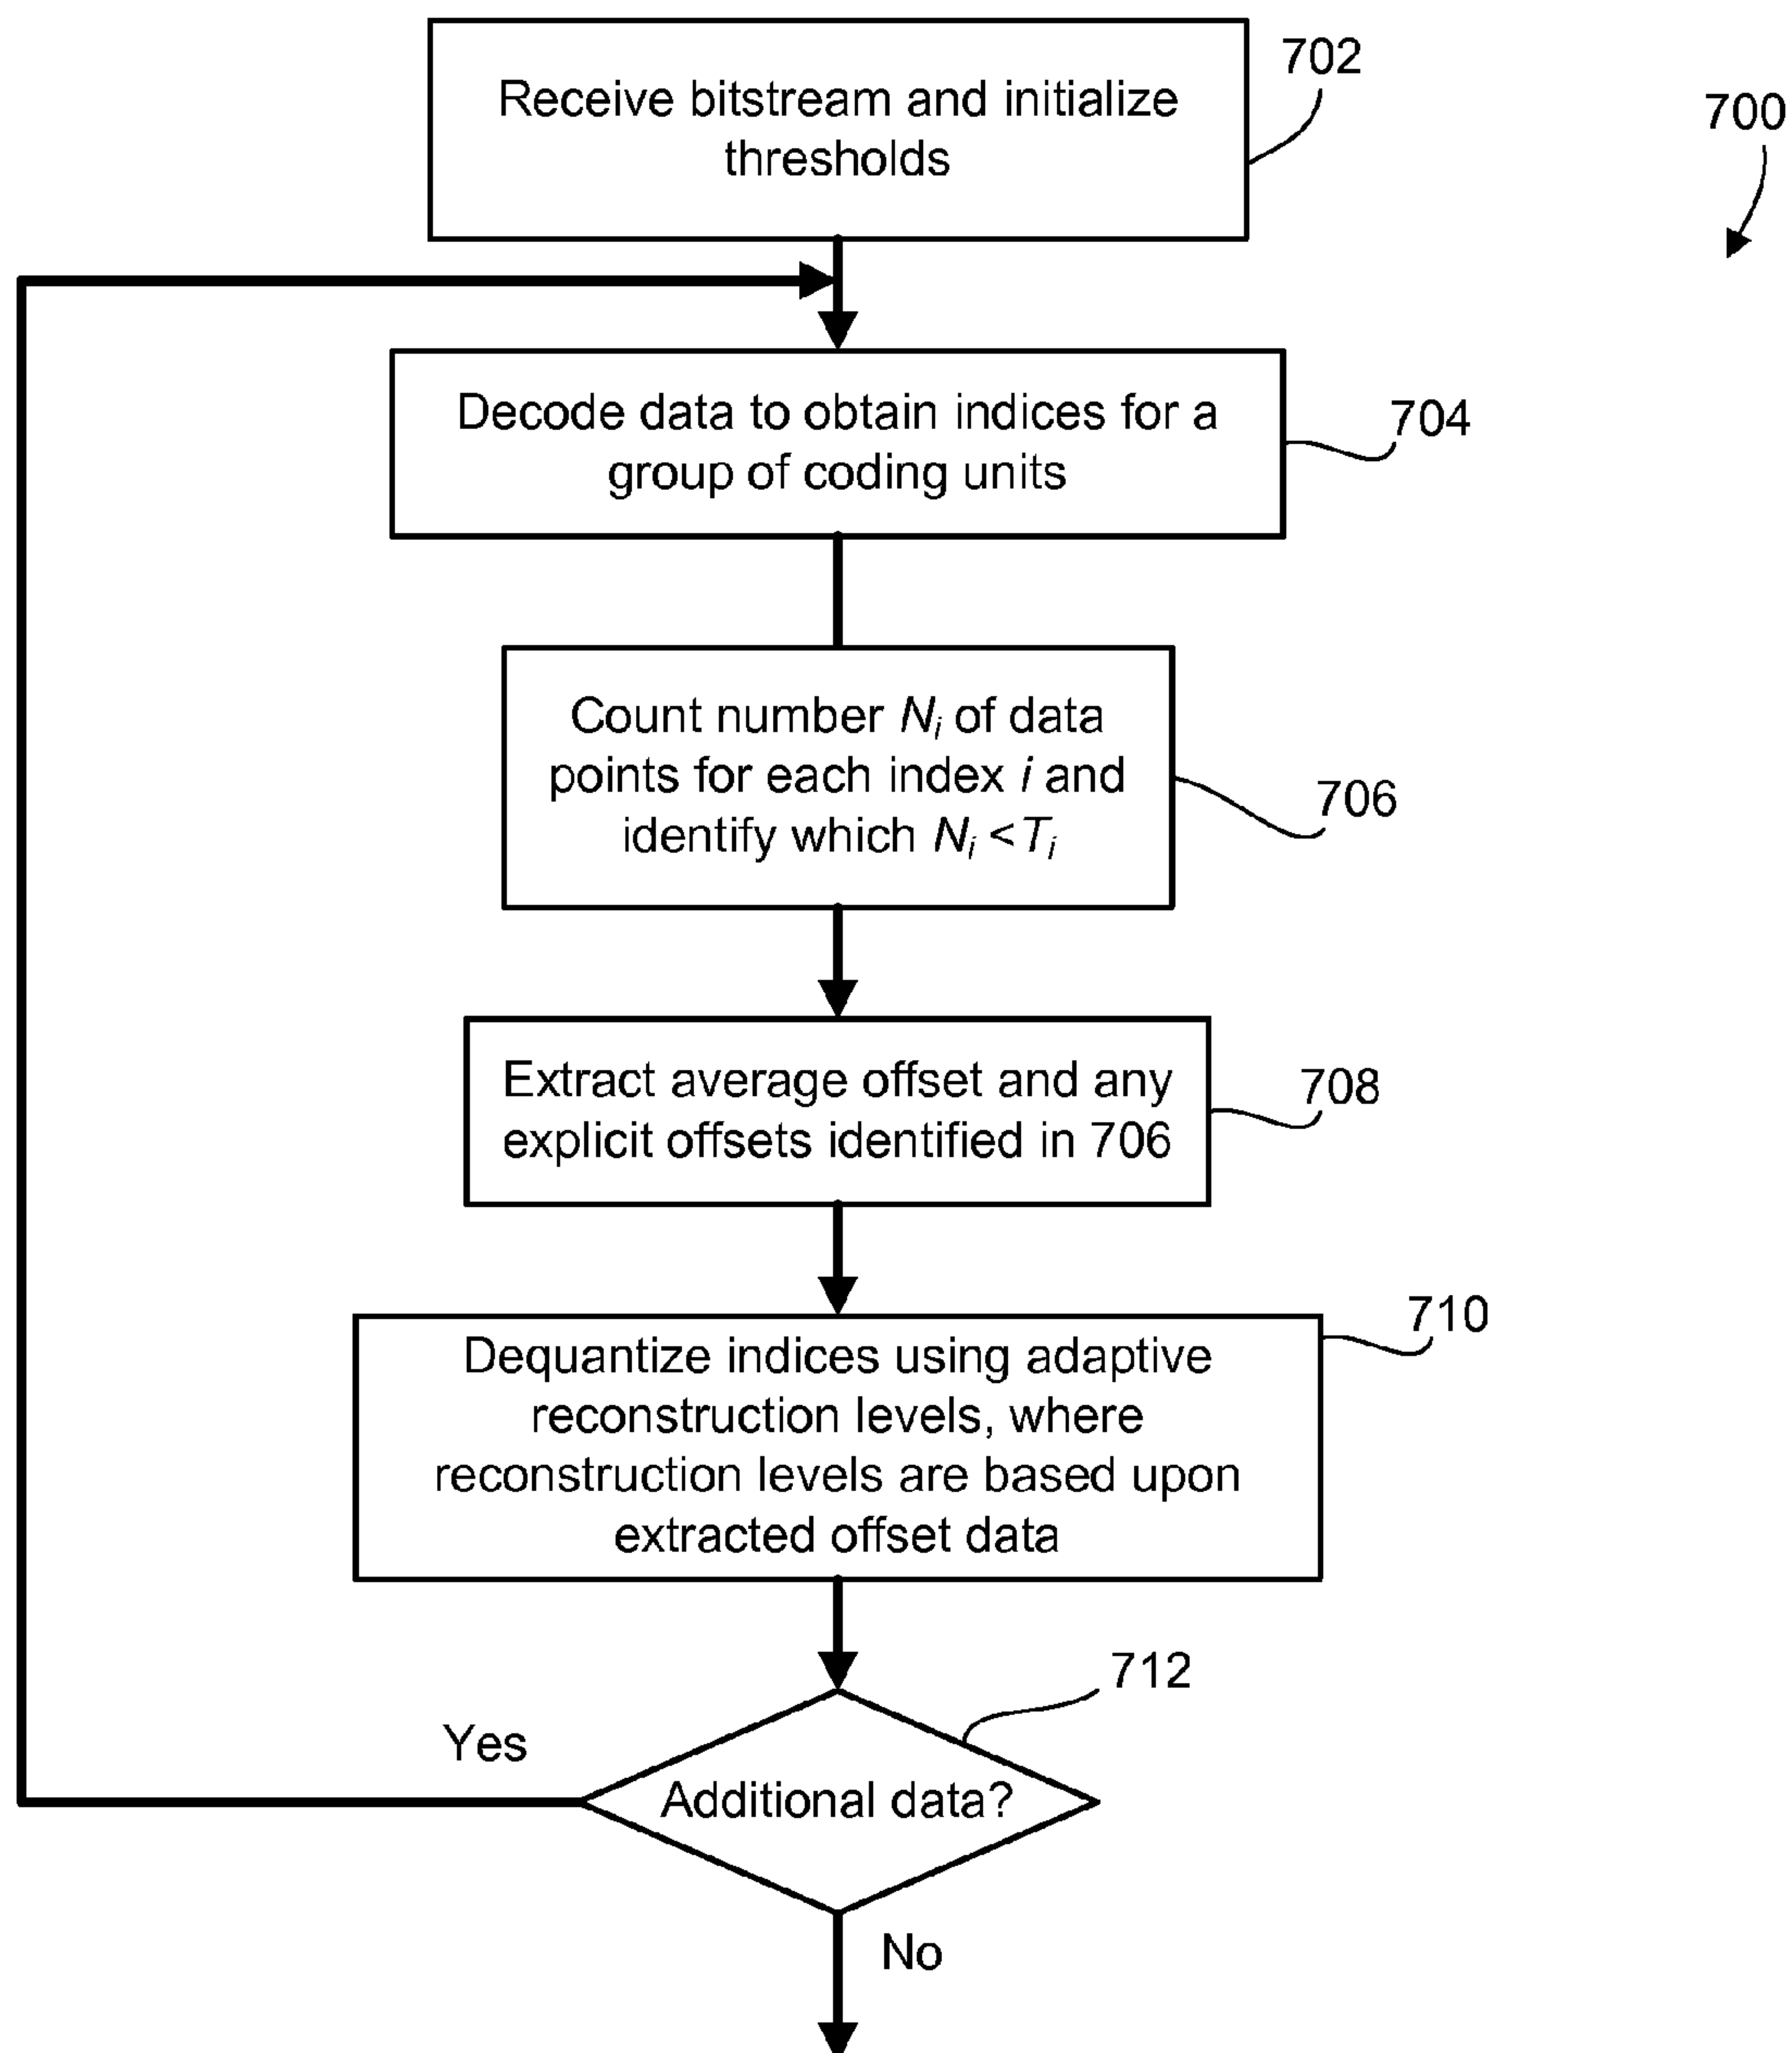 Receive bitstream and initialize
thresholds
702
700
Decode data to obtain indices for a
group of coding units
704
Count number Ni of data
points for each index i and
identify which Ni < Ti
706
Extract average offset and any
explicit offsets identified in 706
708
Dequantize indices using adaptive
reconstruction levels, where
reconstruction levels are based upon
extracted offset data
710
712
Yes
Additional data?
No